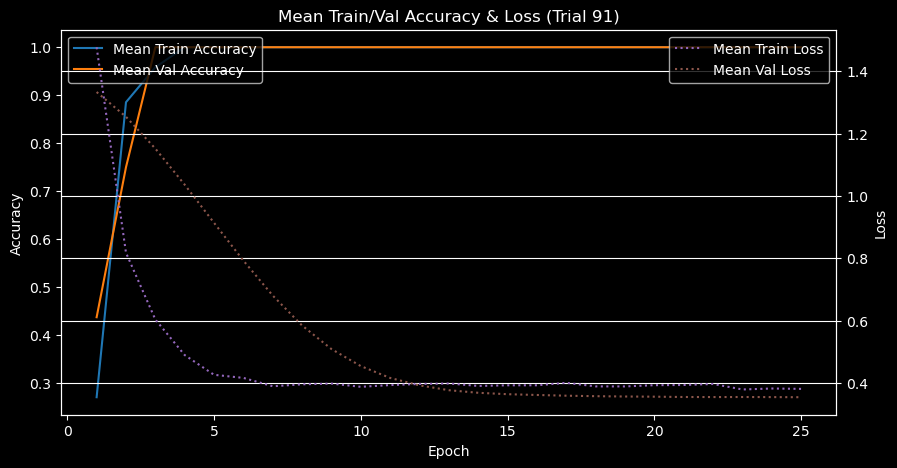 Mean Train/Val Accuracy & Loss (Trial 91)
Mean Train Accuracy
Mean Val Accuracy
Mean Train Loss
Mean Val Loss
1.0
0.9
0.8
0.7
0.6
0.5
0.4
0.3
Accuracy
1.4
1.2
1.0
0.8
0.6
0.4
Loss
0 5 10 15 20 25
Epoch